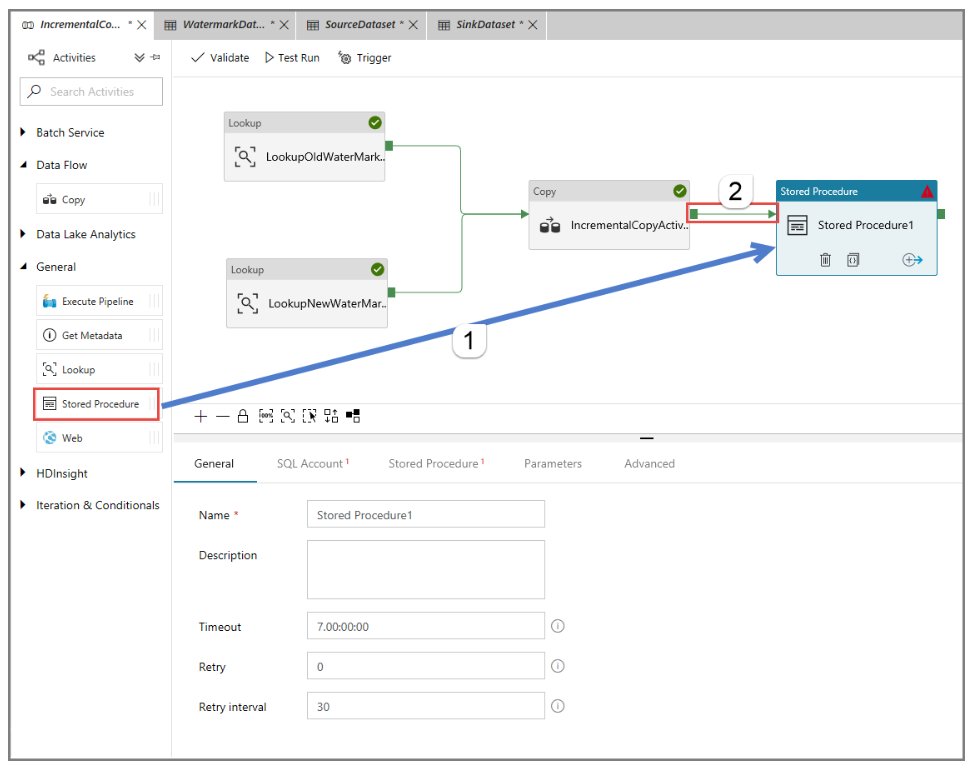 IncrementalCo... *
WatermarkDat... *
SourceDataset *
SinkDataset *
Activities
Validate
Test Run
Trigger
Search Activities
Batch Service
Data Flow
Copy
Data Lake Analytics
General
Execute Pipeline
Get Metadata
Lookup
Stored Procedure
Web
HDInsight
Iteration & Conditionals
Lookup
LookupOldWaterMark..
Lookup
LookupNewWaterMar..
Copy
IncrementalCopyActiv..
2
Stored Procedure
Stored Procedure1
1
General
SQL Account 1
Stored Procedure 1
Parameters
Advanced
Name *
Stored Procedure1
Description
Timeout
7.00:00:00
Retry
0
Retry interval
30